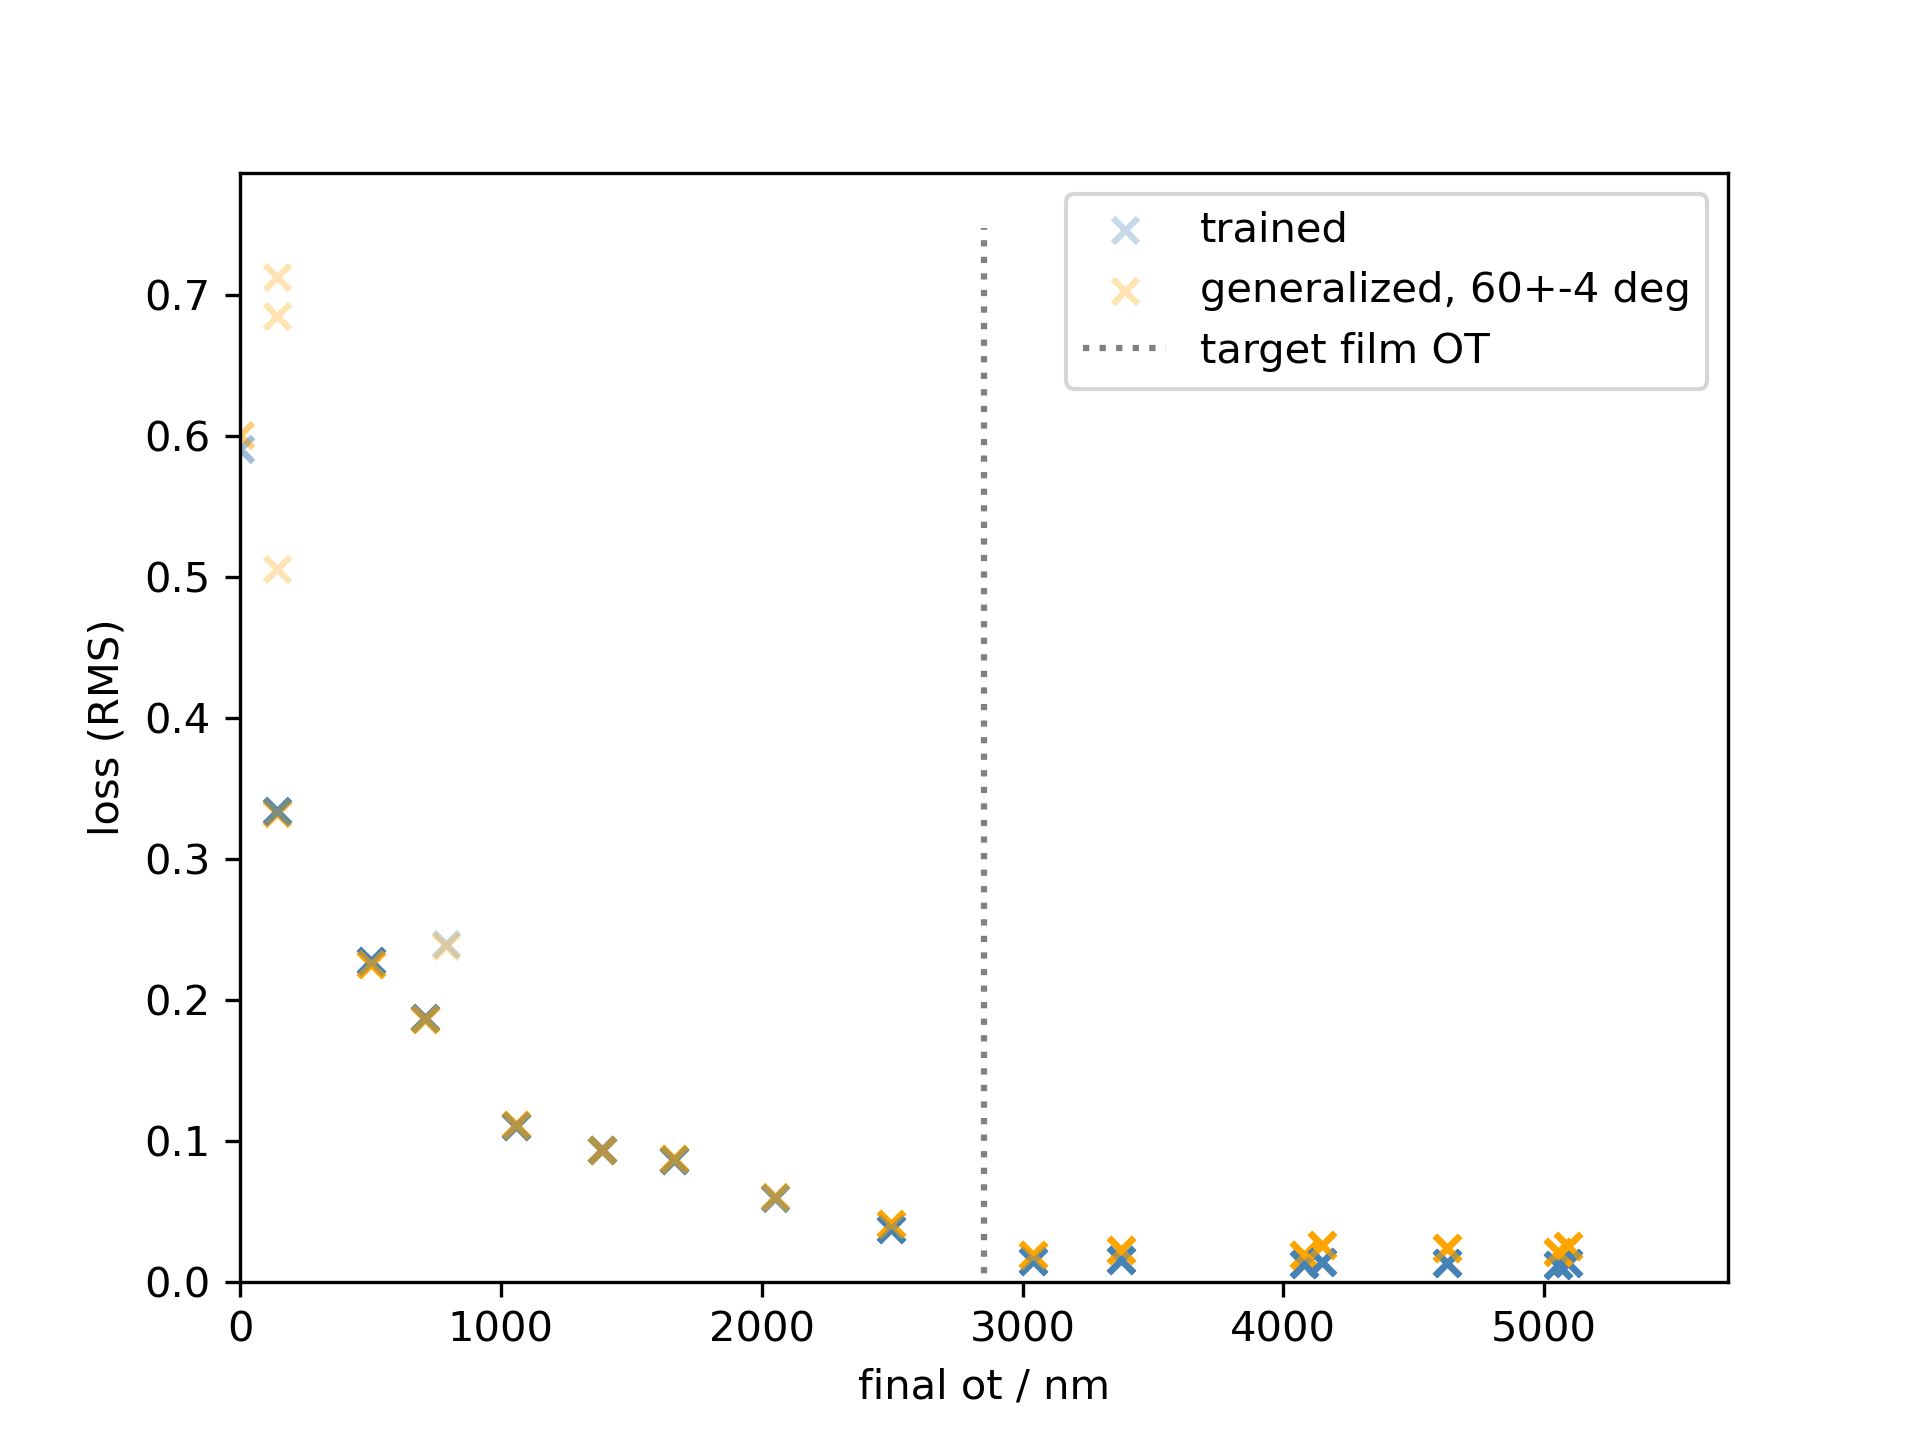 trained
generalized, 60+-4 deg
target film OT
0.7
0.6
0.5
0.4
0.3
0.2
0.1
0.0
loss (RMS)
0 1000 2000 3000 4000 5000
final ot / nm